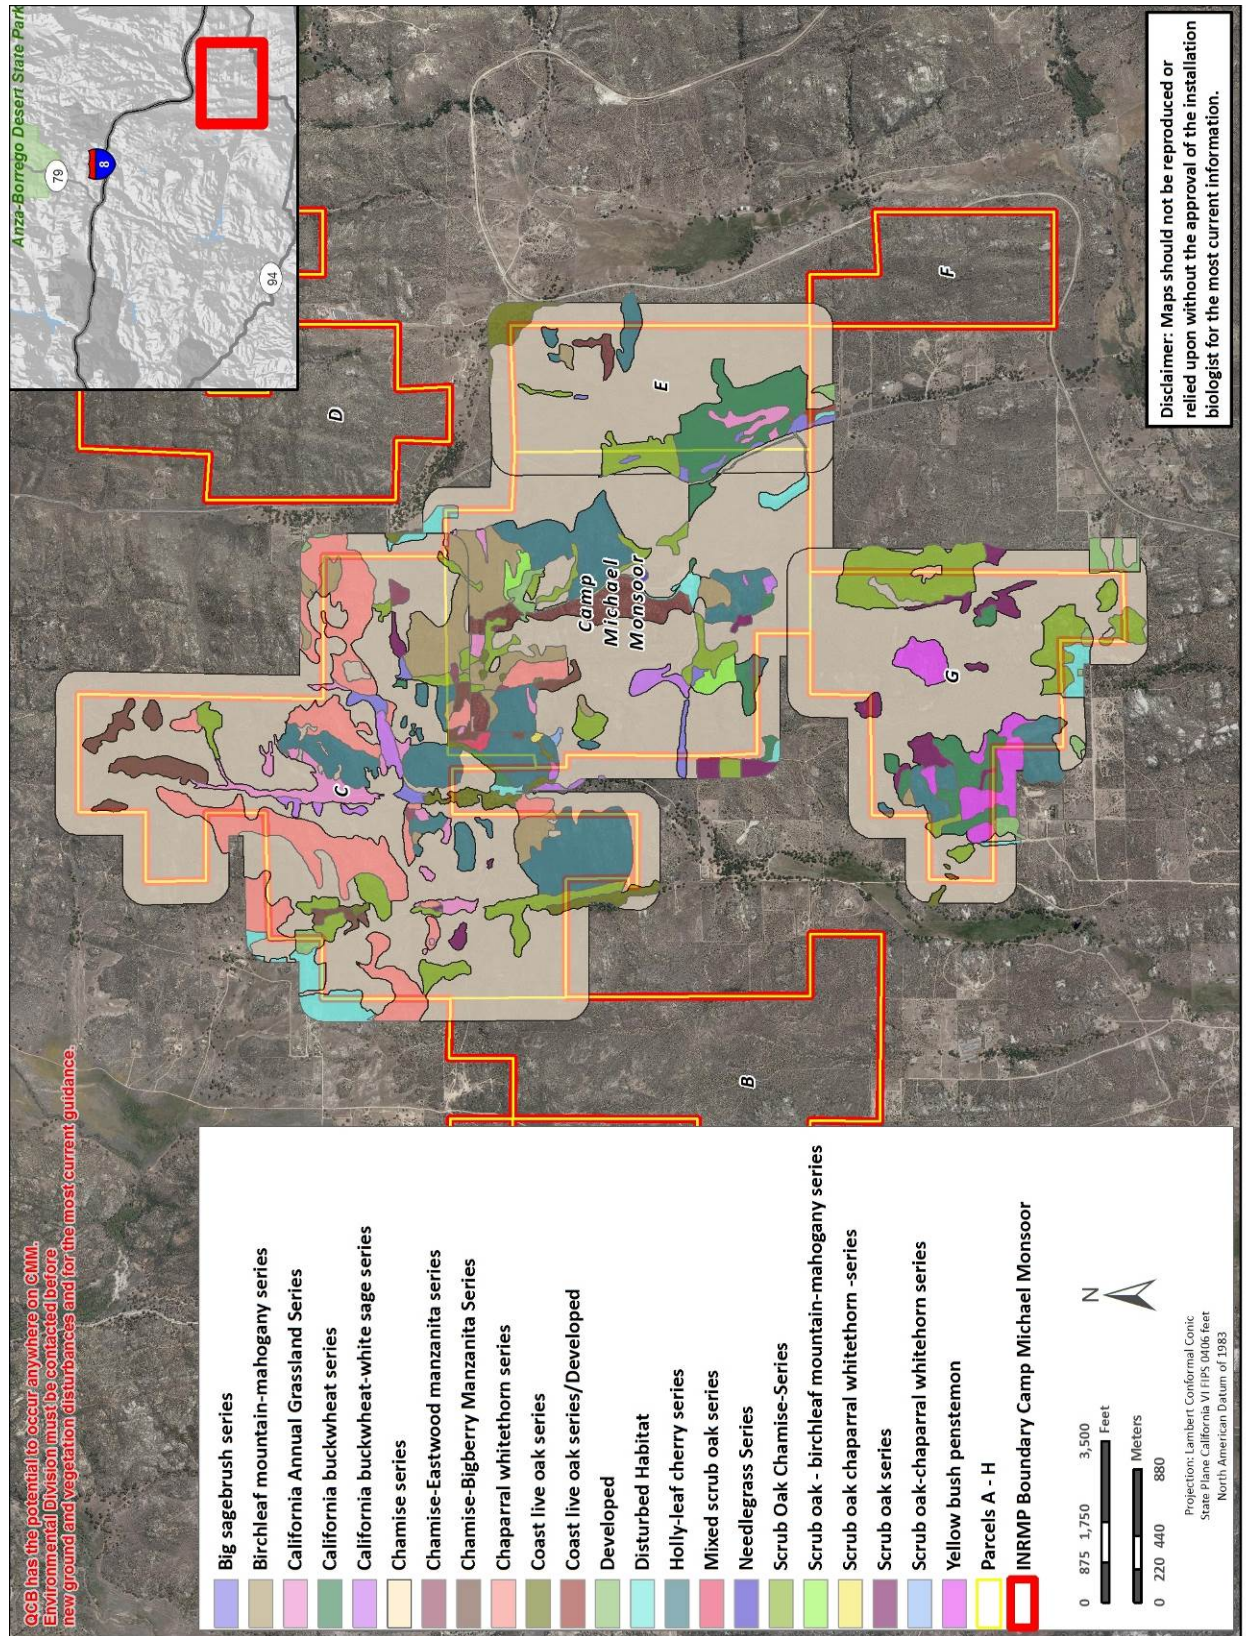 QCB has the potential to occur anywhere on CMM.
Environmental Division must be contacted before
new ground and vegetation disturbances and for the most current guidance.
Anza-Borrego Desert State Park
79
8
94
D
C
E
Camp
Michael
Monsoor
B
G
F
Big sagebrush series
Birchleaf mountain-mahogany series
California Annual Grassland Series
California buckwheat series
California buckwheat-white sage series
Chamise series
Chamise-Eastwood manzanita series
Chamise-Bigberry Manzanita Series
Chaparral whitethorn series
Coast live oak series
Coast live oak series/Developed
Developed
Disturbed Habitat
Holly-leaf cherry series
Mixed scrub oak series
Needlegrass Series
Scrub Oak Chamise-Series
Scrub oak - birchleaf mountain-mahogany series
Scrub oak chaparral whitethorn -series
Scrub oak series
Scrub oak-chaparral whitehorn series
Yellow bush penstemon
Parcels A - H
INRMP Boundary Camp Michael Monsoor
N
0 875 1,750 3,500
Feet
Meters
0 220 440 880
Projection: Lambert Conformal Conic
State Plane California VI FIPS 0406 feet
North American Datum of 1983
Disclaimer: Maps should not be reproduced or
relied upon without the approval of the installation
biologist for the most current information.